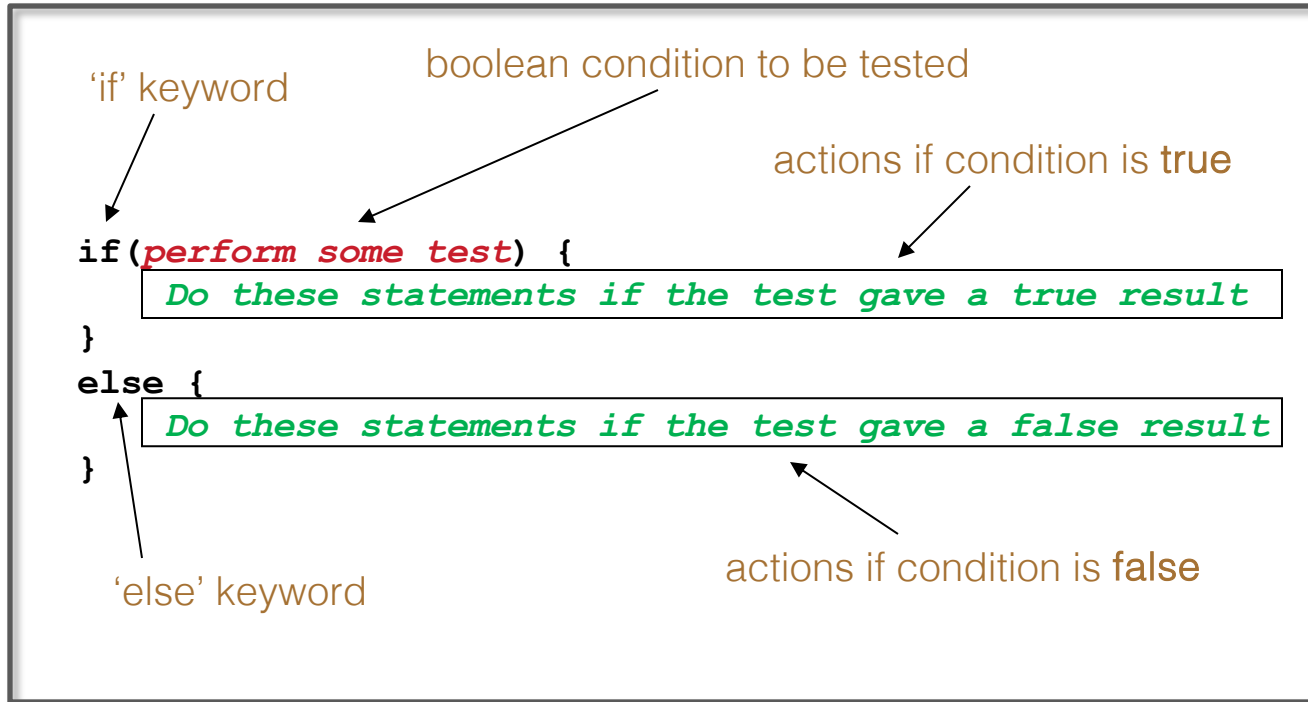 ‘if’ keyword
boolean condition to be tested
actions if condition is true
if(perform some test) {
Do these statements if the test gave a true result
}
else {
Do these statements if the test gave a false result
}
‘else’ keyword
actions if condition is false